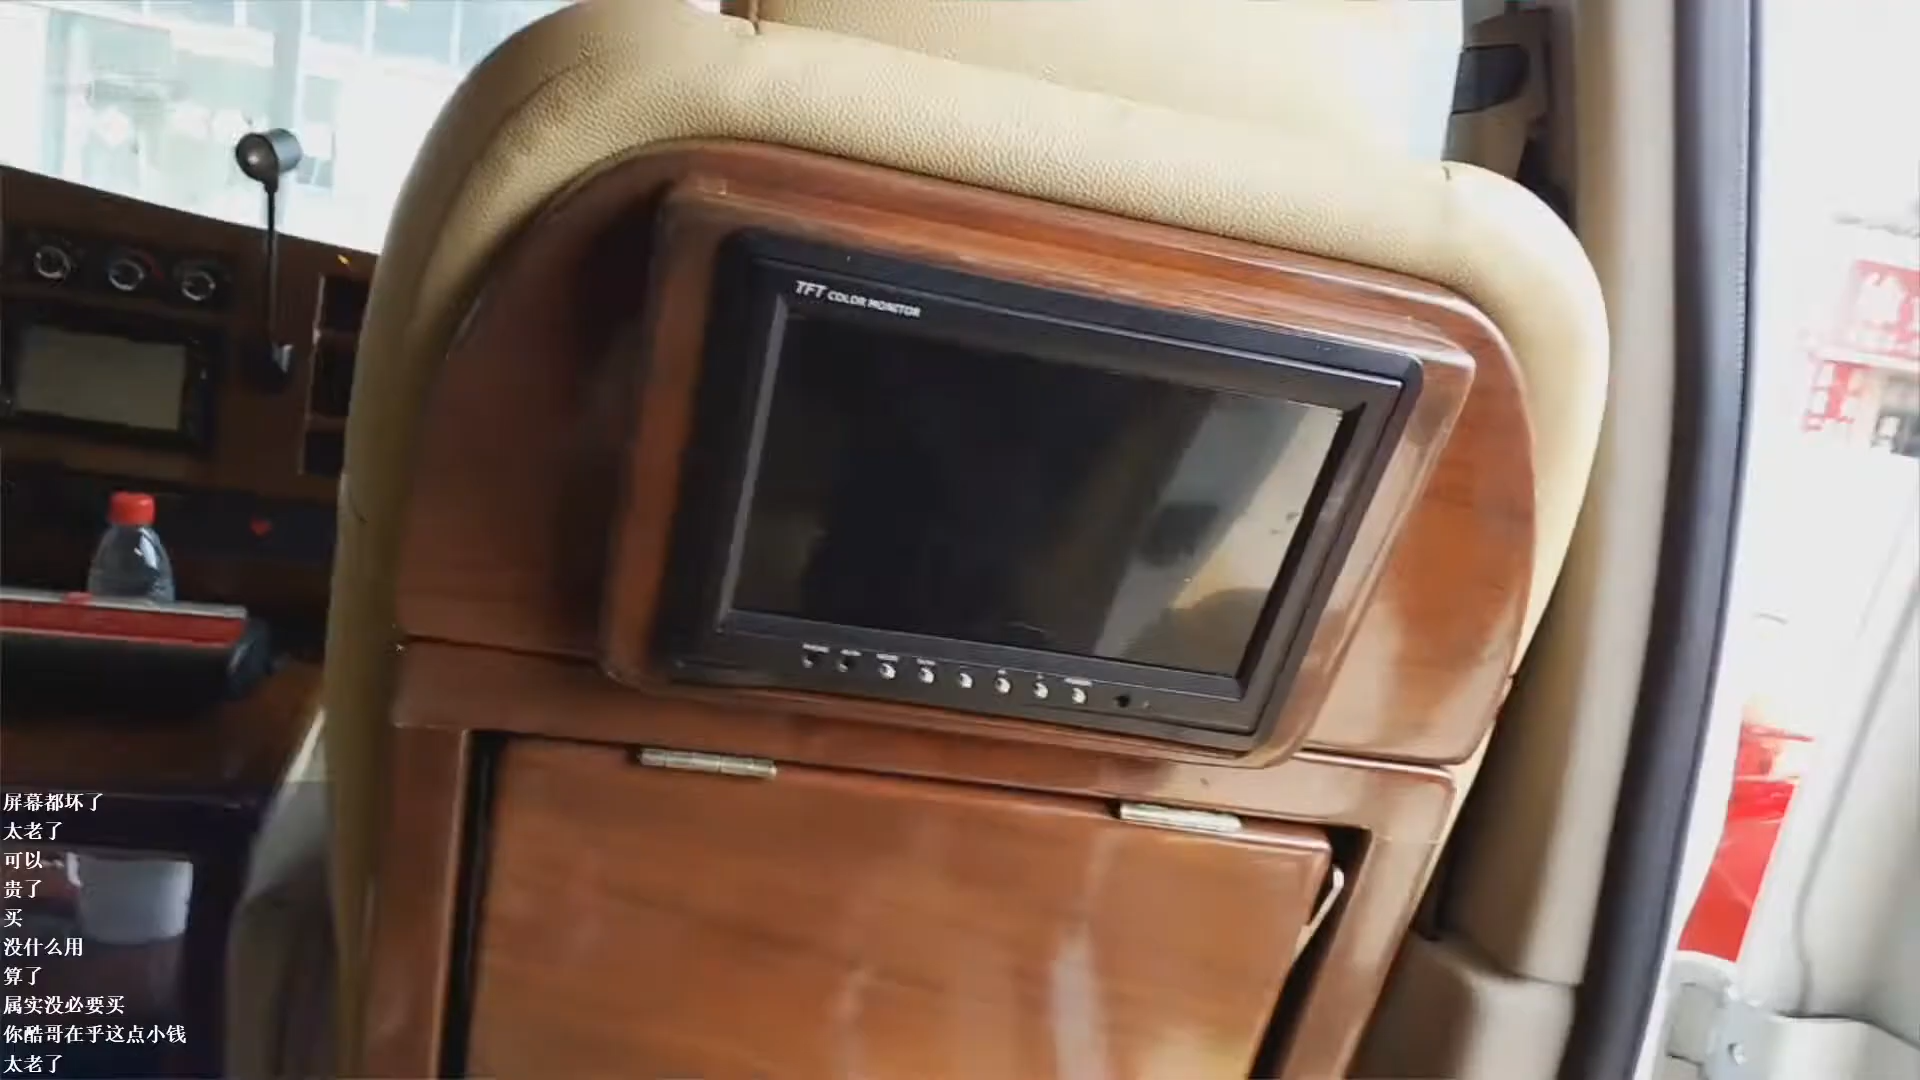 TFT COLOR MONITOR
屏幕都坏了
太老了
可以
贵了
买
没什么用
算了
属实没必要买
你酷哥在乎这点小钱
太老了